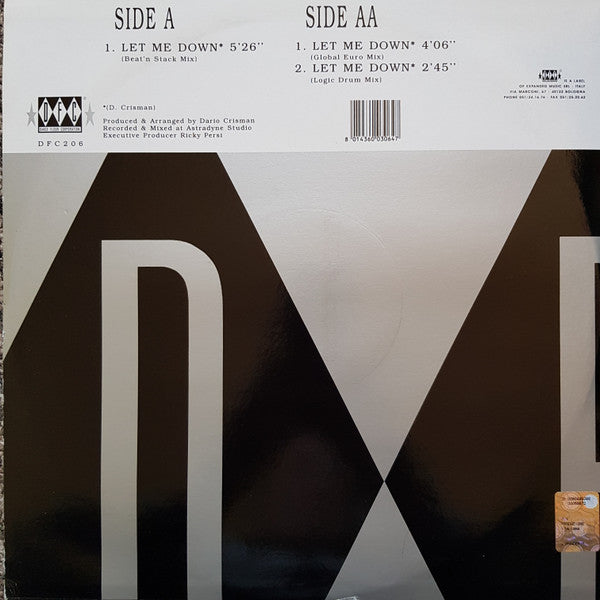 SIDE A
1. LET ME DOWN* 5'26''
(Beat'n Stack Mix)
SIDE AA
1. LET ME DOWN* 4'06''
(Global Euro Mix)
2. LET ME DOWN* 2'45''
(Logic Drum Mix)
DFC
DANCE FLOOR CORPORATION
DFC206
*(D. Crisman)
Produced & Arranged by Dario Crisman
Recorded & Mixed at Astradyne Studio
Executive Producer Ricky Persi
8 014360 030647
IS A LABEL
OF EXPANDED MUSIC SRL - ITALY
VIA MARCONI, 67 - 40122 BOLOGNA
D